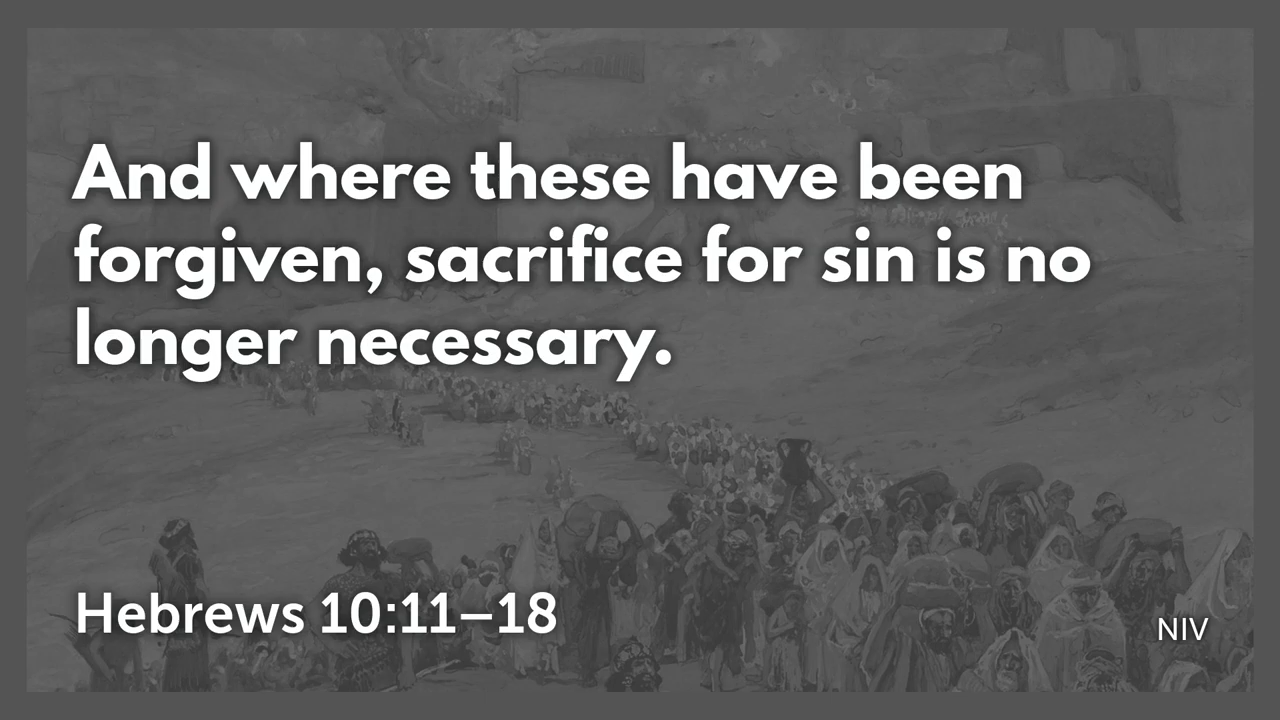 And where these have been
forgiven, sacrifice for sin is no
longer necessary.
Hebrews 10:11–18
NIV